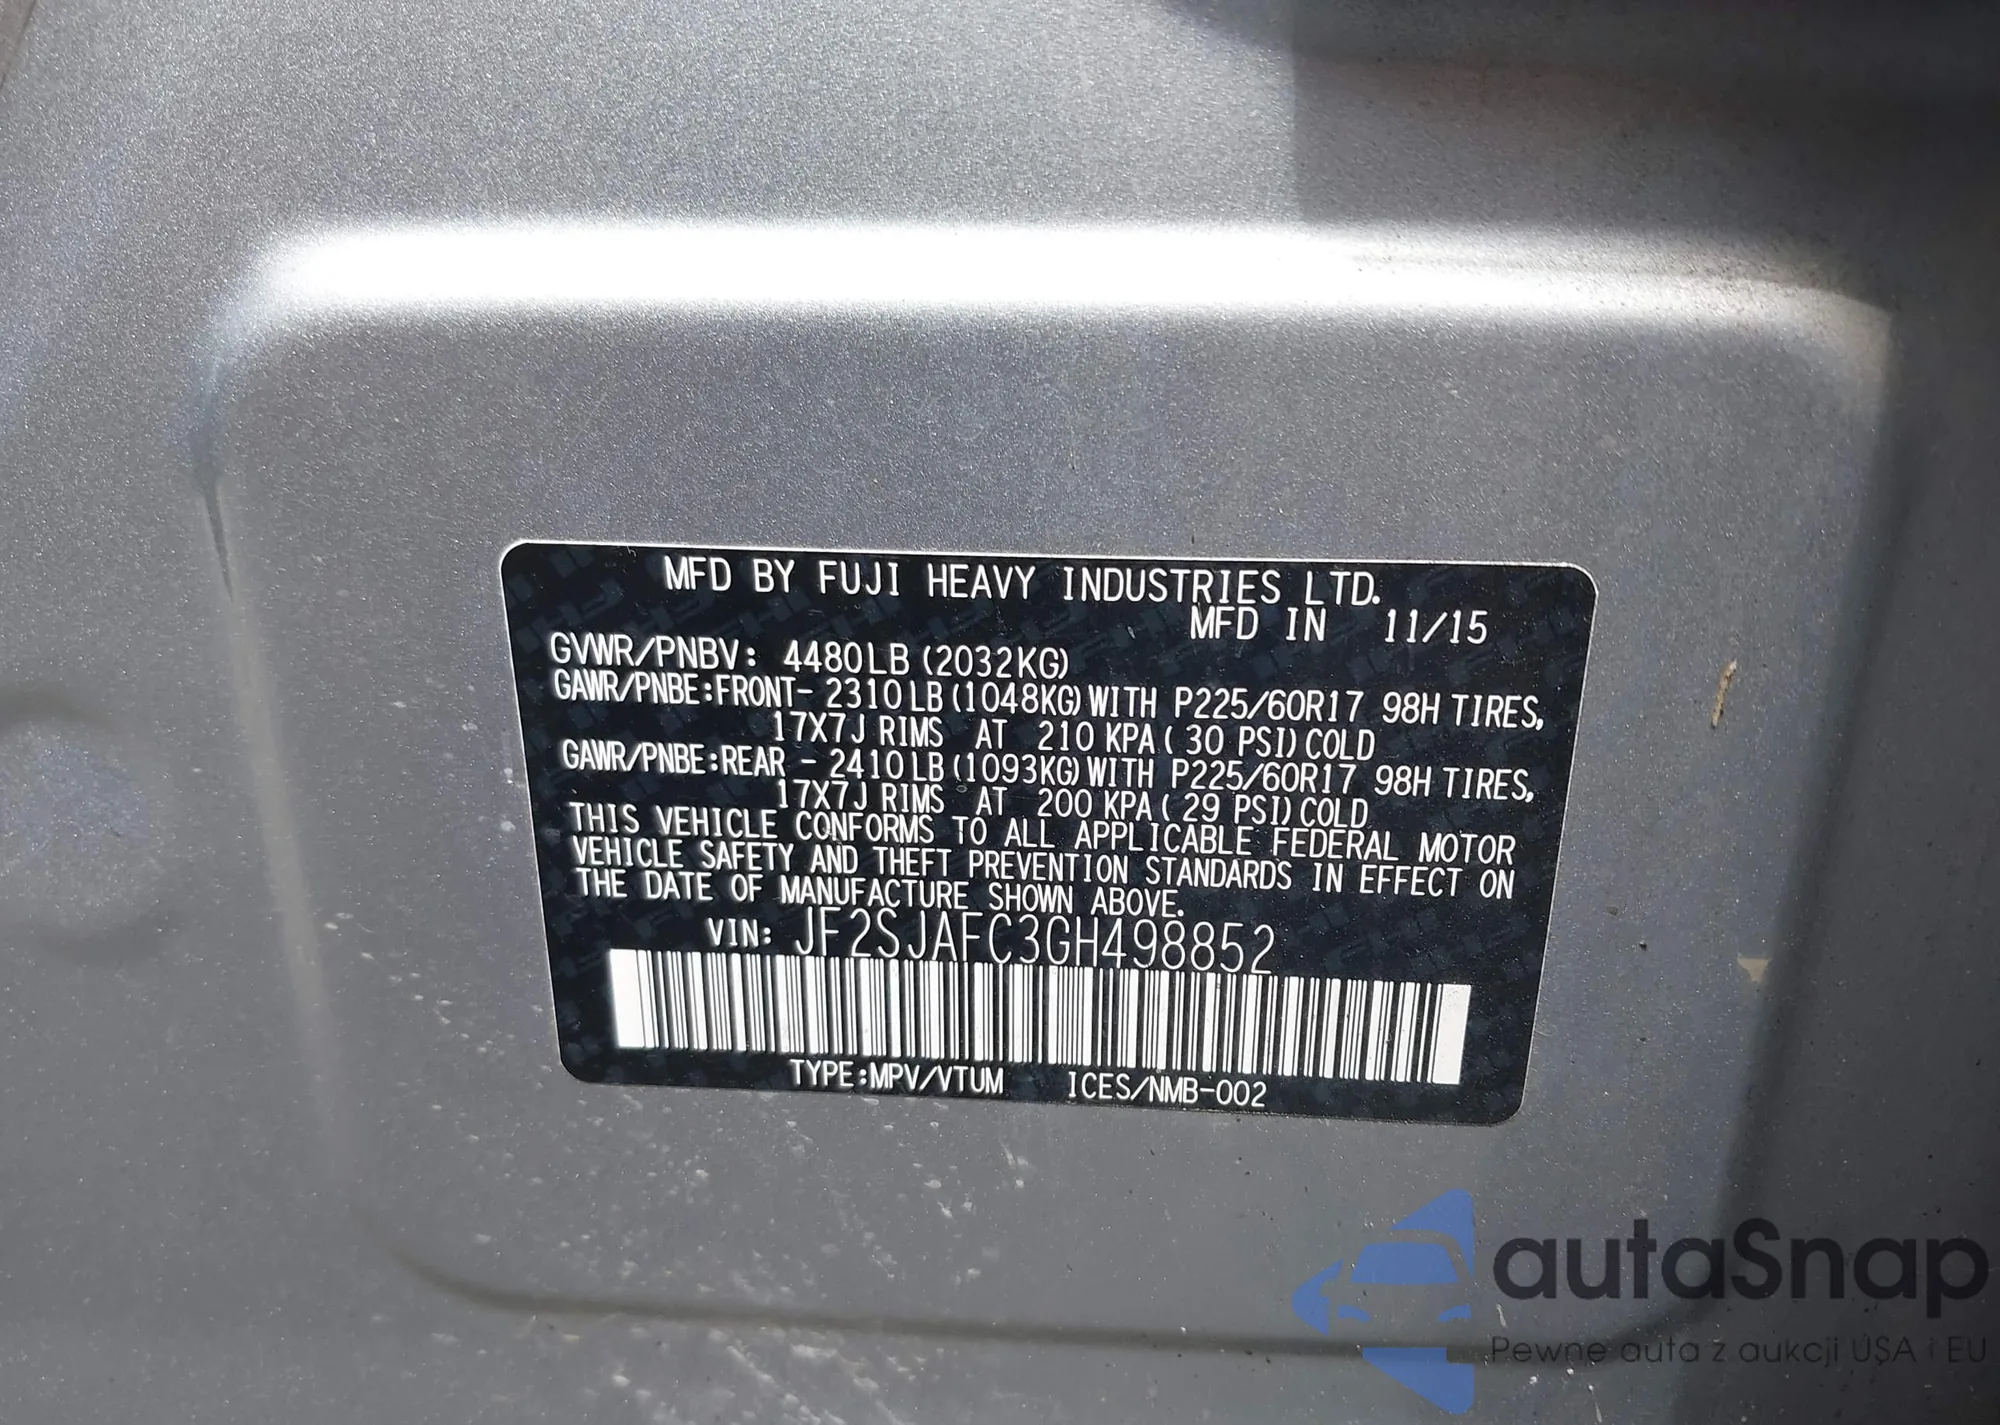 MFD BY FUJI HEAVY INDUSTRIES LTD.
MFD IN 11/15
GVWR/PNBV: 4480LB (2032KG)
GAWR/PNBE:FRONT- 2310LB (1048KG) WITH P225/60R17 98H TIRES,
17X7J RIMS AT 210 KPA ( 30 PSI) COLD
GAWR/PNBE:REAR - 2410LB (1093KG) WITH P225/60R17 98H TIRES,
17X7J RIMS AT 200 KPA ( 29 PSI) COLD
THIS VEHICLE CONFORMS TO ALL APPLICABLE FEDERAL MOTOR
VEHICLE SAFETY AND THEFT PREVENTION STANDARDS IN EFFECT ON
THE DATE OF MANUFACTURE SHOWN ABOVE.
VIN: JF2SJAFC3GH498852
TYPE:MPV/VTUM ICES/NMB-002
autaSnap
Pewne auta z aukcji USA i EU